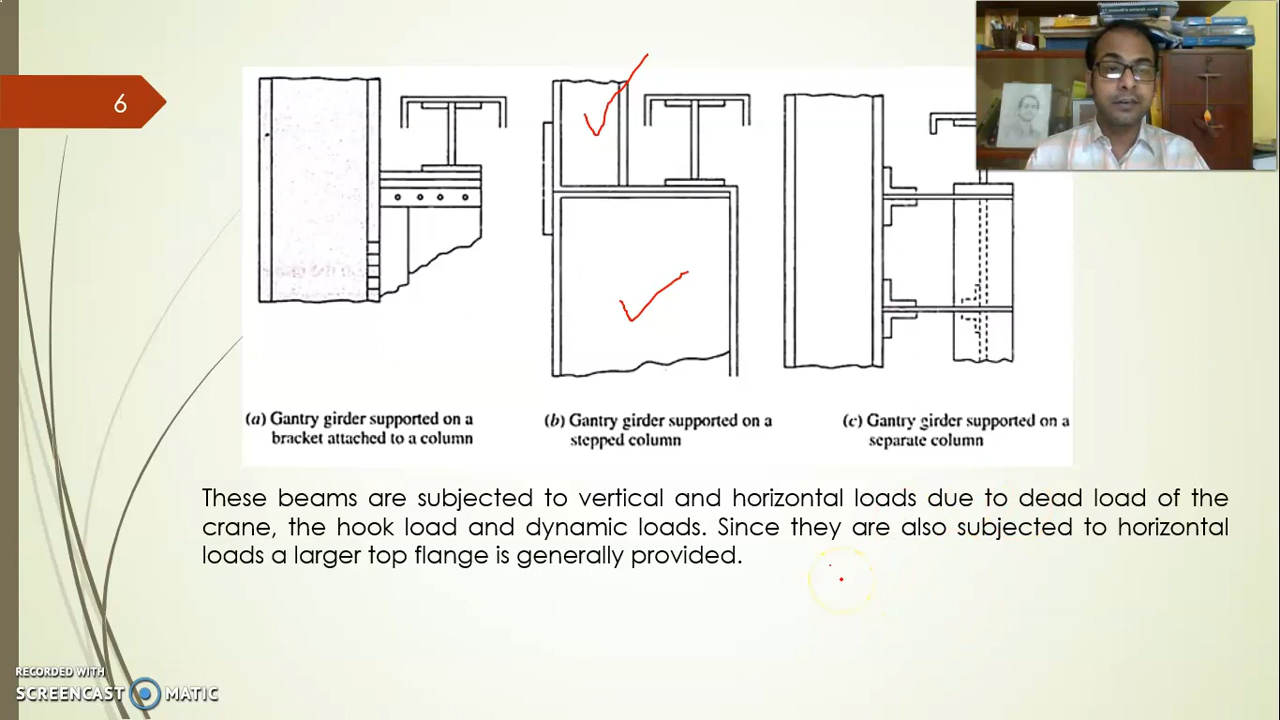 6
(a) Gantry girder supported on a
bracket attached to a column
(b) Gantry girder supported on a
stepped column
(c) Gantry girder supported on a
separate column
These beams are subjected to vertical and horizontal loads due to dead load of the
crane, the hook load and dynamic loads. Since they are also subjected to horizontal
loads a larger top flange is generally provided.
RECORDED WITH
SCREENCAST MATIC